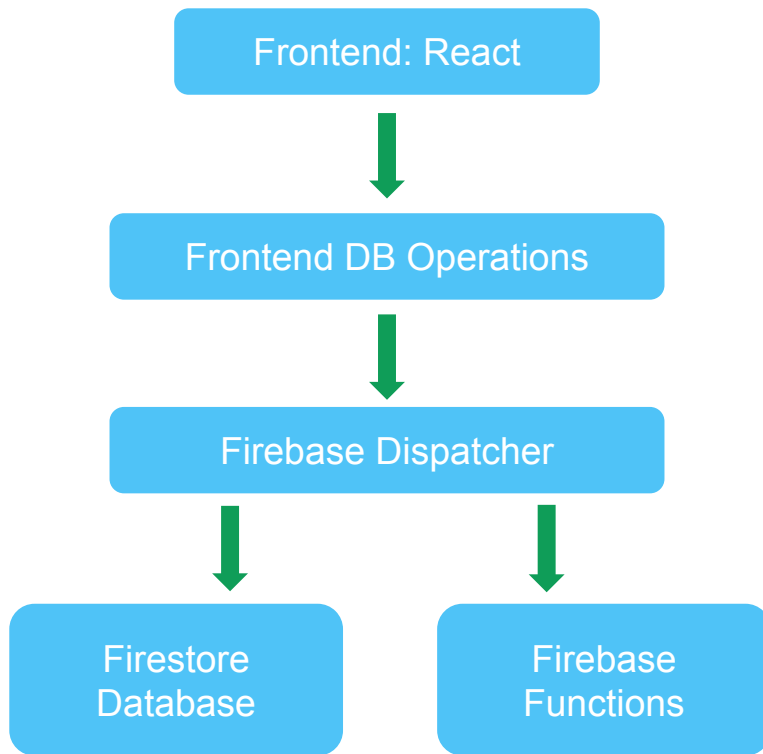 Frontend: React
Frontend DB Operations
Firebase Dispatcher
Firestore
Database
Firebase
Functions